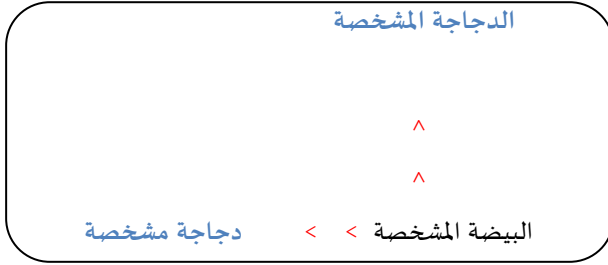 الدجاجة المشخصة
^
^
البيضة المشخصة < < دجاجة مشخصة